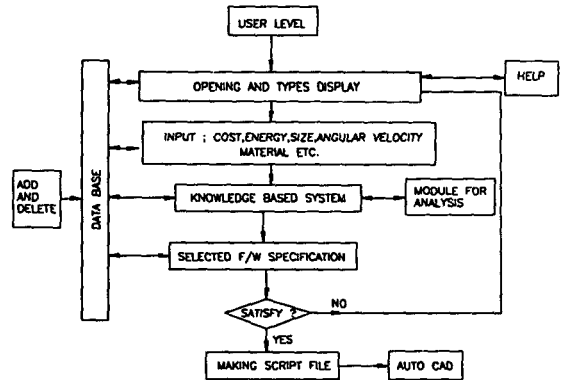 USER LEVEL
OPENING AND TYPES DISPLAY
HELP
INPUT ; COST,ENERGY,SIZE,ANGULAR VELOCITY
MATERIAL ETC.
ADD
AND
DELETE
DATA BASE
KNOWLEDGE BASED SYSTEM
MODULE FOR
ANALYSIS
SELECTED F/W SPECIFICATION
SATISFY ?
NO
YES
MAKING SCRIPT FILE
AUTO CAD